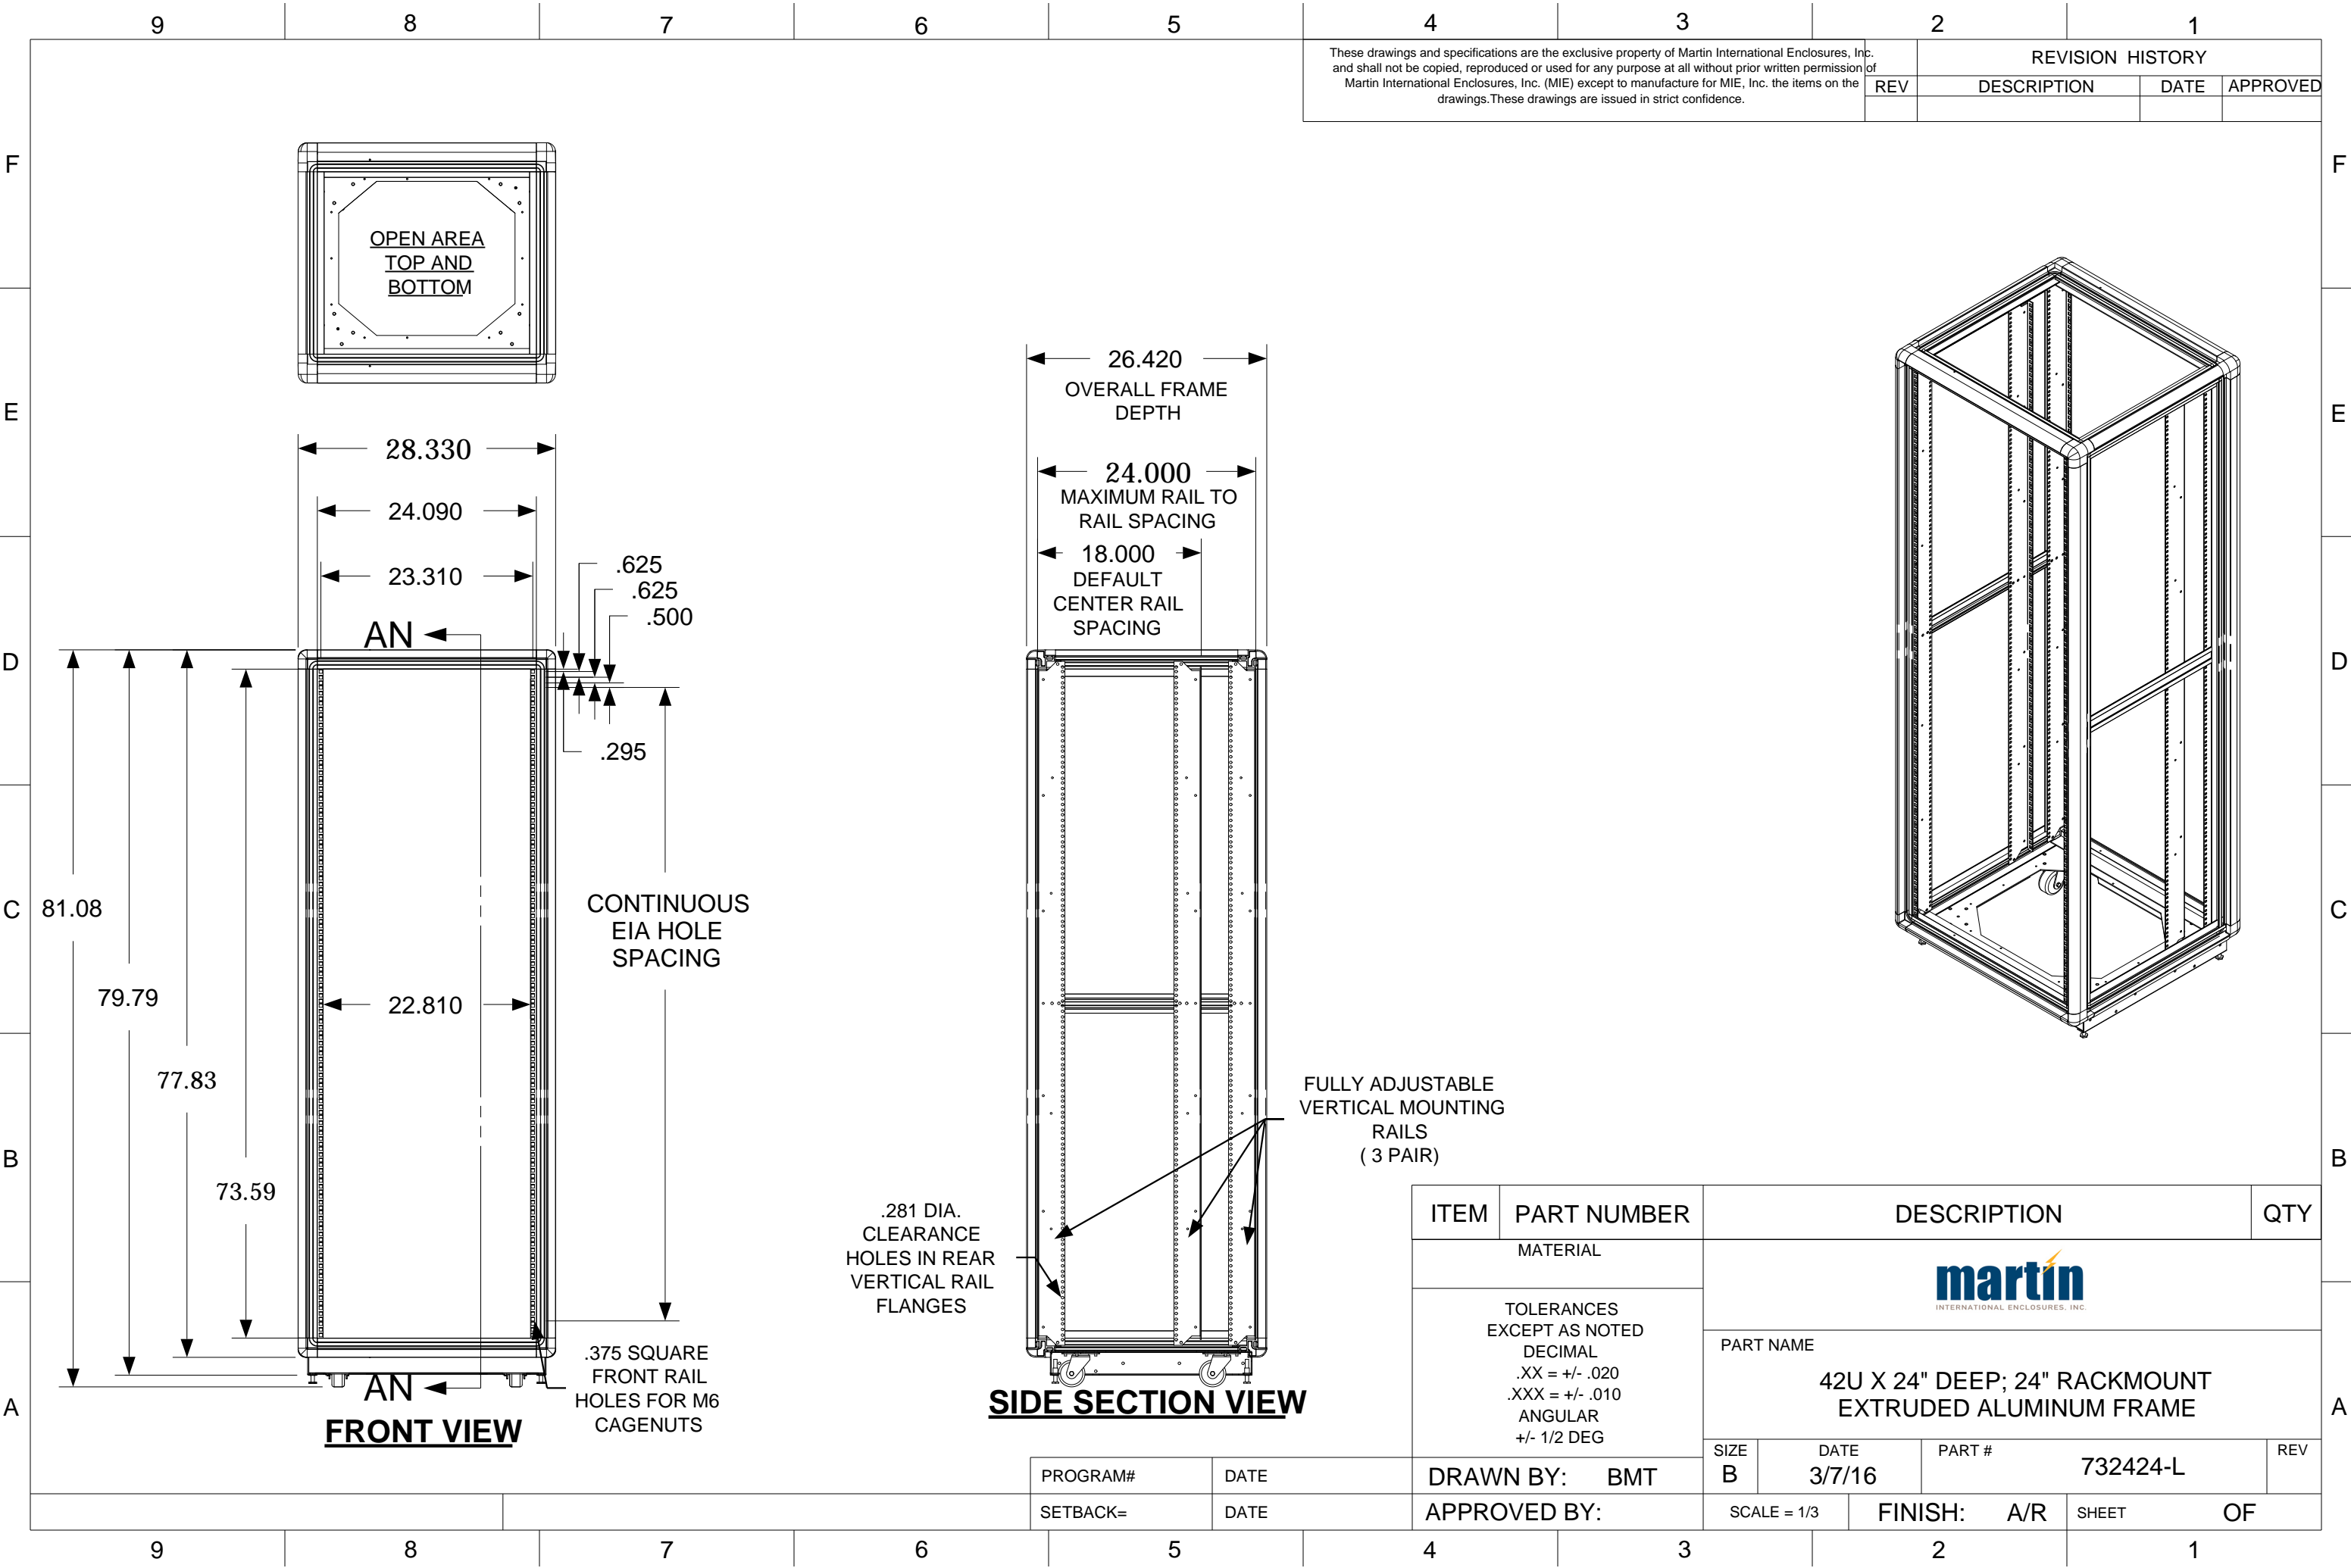 9 8 7 6 5 4 3 2 1
These drawings and specifications are the exclusive property of Martin International Enclosures, Inc.
and shall not be copied, reproduced or used for any purpose at all without prior written permission of
Martin International Enclosures, Inc. (MIE) except to manufacture for MIE, Inc. the items on the
drawings.These drawings are issued in strict confidence.
REVISION HISTORY
REV DESCRIPTION DATE APPROVED
F F
OPEN AREA
TOP AND
BOTTOM
E E
28.330
24.090
23.310
.625
.625
.500
.295
26.420
OVERALL FRAME
DEPTH
24.000
MAXIMUM RAIL TO
RAIL SPACING
18.000
DEFAULT
CENTER RAIL
SPACING
D D
AN
C C
81.08
79.79
77.83
73.59
22.810
CONTINUOUS
EIA HOLE
SPACING
B B
FULLY ADJUSTABLE
VERTICAL MOUNTING
RAILS
( 3 PAIR)
.281 DIA.
CLEARANCE
HOLES IN REAR
VERTICAL RAIL
FLANGES
.375 SQUARE
FRONT RAIL
HOLES FOR M6
CAGENUTS
A A
AN
FRONT VIEW
SIDE SECTION VIEW
ITEM PART NUMBER DESCRIPTION QTY
MATERIAL
martin
INTERNATIONAL ENCLOSURES, INC.
TOLERANCES
EXCEPT AS NOTED
DECIMAL
.XX = +/- .020
.XXX = +/- .010
ANGULAR
+/- 1/2 DEG
PART NAME
42U X 24" DEEP; 24" RACKMOUNT
EXTRUDED ALUMINUM FRAME
SIZE DATE PART # REV
B 3/7/16 732424-L
PROGRAM# DATE DRAWN BY: BMT
SETBACK= DATE APPROVED BY: SCALE = 1/3 FINISH: A/R SHEET OF
9 8 7 6 5 4 3 2 1